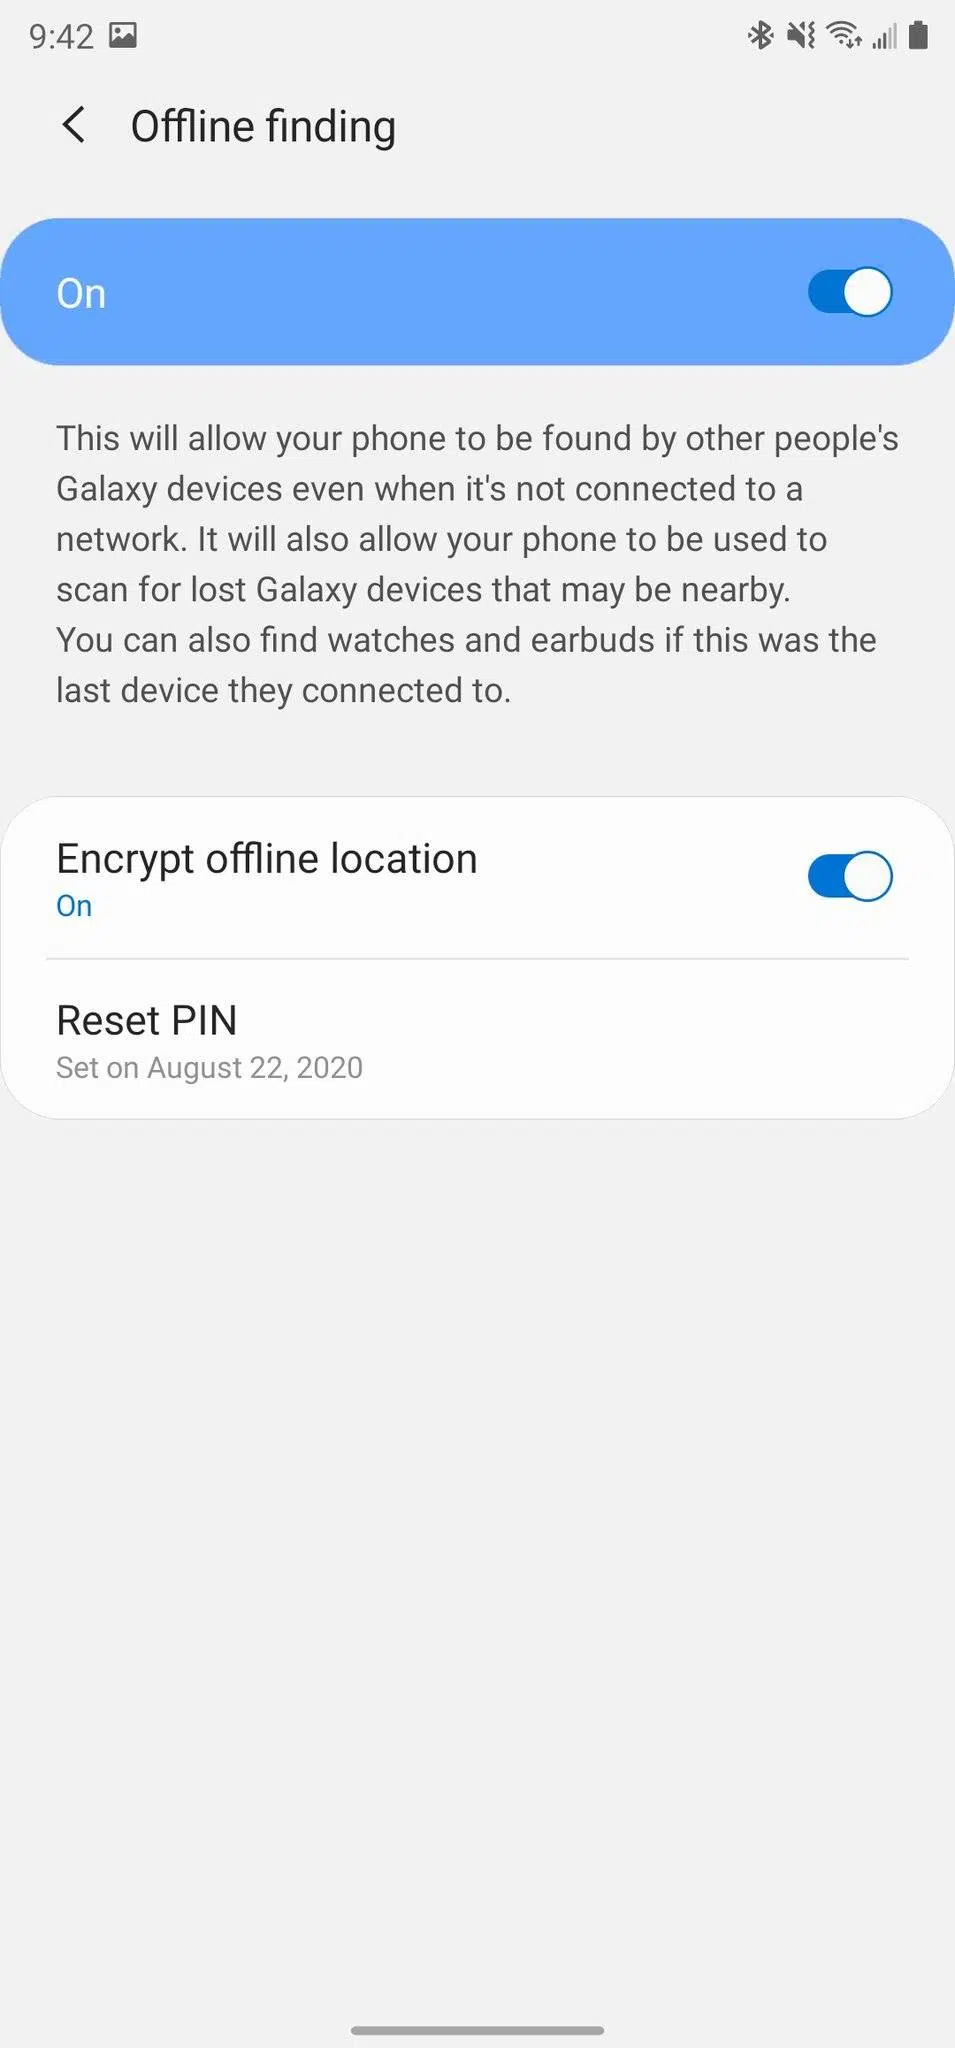 9:42
Offline finding
On
This will allow your phone to be found by other people's
Galaxy devices even when it's not connected to a
network. It will also allow your phone to be used to
scan for lost Galaxy devices that may be nearby.
You can also find watches and earbuds if this was the
last device they connected to.
Encrypt offline location
On
Reset PIN
Set on August 22, 2020